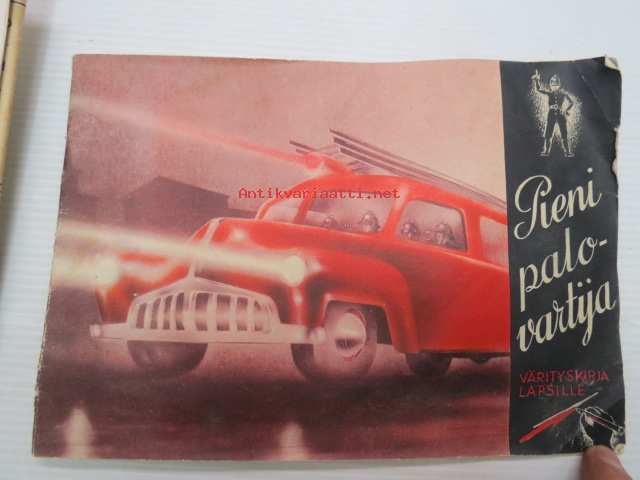 Antikvariaatti.net
Pieni
palo-
vartija
VÄRITYSKIRJA
LAPSILLE